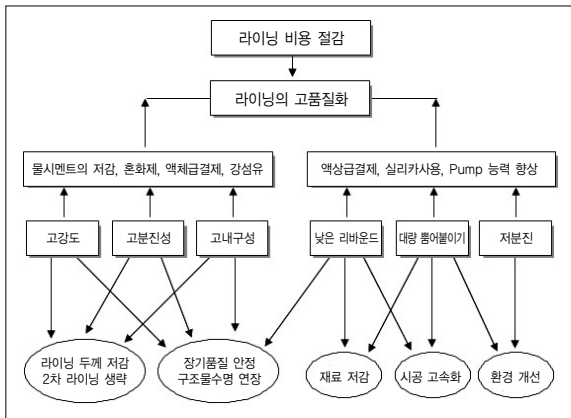 라이닝 비용 절감
라이닝의 고품질화
물시멘트의 저감, 혼화제, 액체급결제, 강섬유
액상급결제, 실리카사용, Pump 능력 향상
고강도
고분진성
고내구성
낮은 리바운드
대량 뿜어붙이기
저분진
라이닝 두께 저감
2차 라이닝 생략
장기품질 안정
구조물수명 연장
재료 저감
시공 고속화
환경 개선